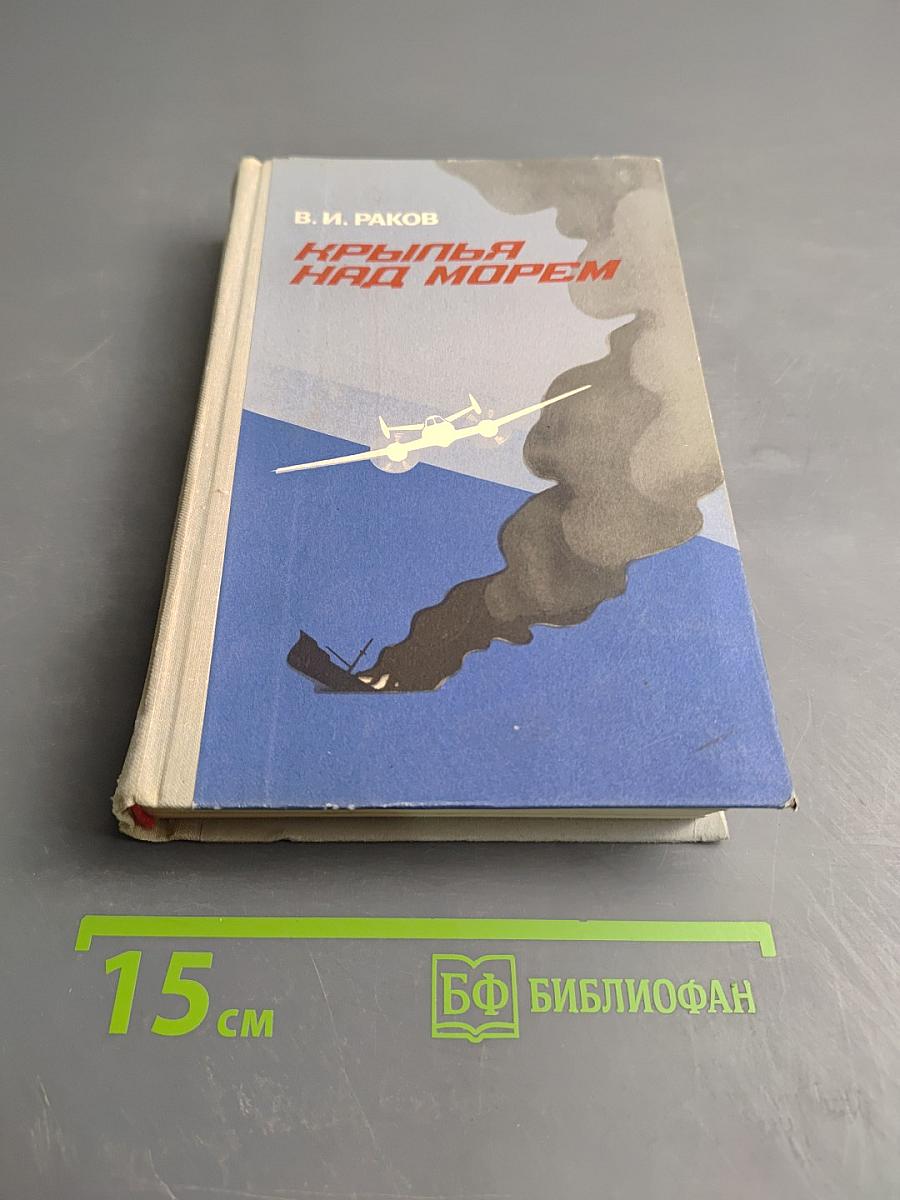 В. И. РАКОВ
КРЫЛЬЯ
НАД МОРЕМ
15 см
БФ БИБЛИОФАН